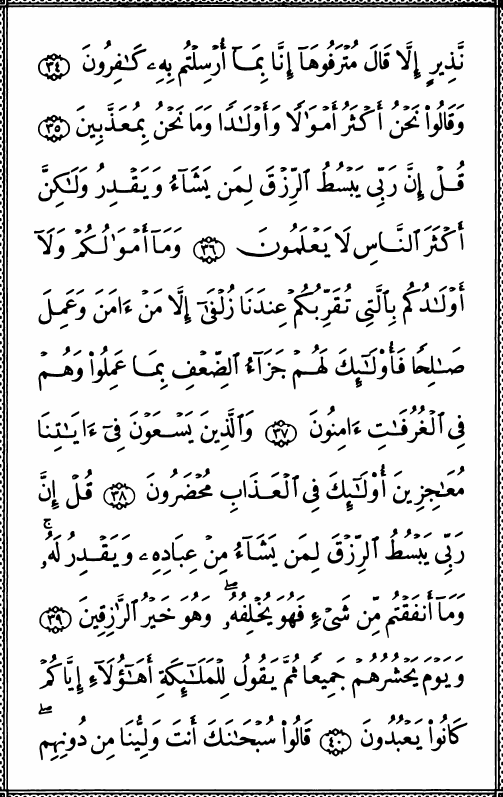 نَّذِيرٍ إِلَّا قَالَ مُتْرَفُوهَآ إِنَّا بِمَآ أُرْسِلْتُم بِهِۦ كَـٰفِرُونَ ٣٤
وَقَالُوا۟ نَحْنُ أَكْثَرُ أَمْوَٰلًا وَأَوْلَـٰدًا وَمَا نَحْنُ بِمُعَذَّبِينَ ٣٥
قُلْ إِنَّ رَبِّى يَبْسُطُ ٱلرِّزْقَ لِمَن يَشَآءُ وَيَقْدِرُ وَلَـٰكِنَّ
أَكْثَرَ ٱلنَّاسِ لَا يَعْلَمُونَ ٣٦ وَمَآ أَمْوَٰلُكُمْ وَلَآ
أَوْلَـٰدُكُم بِٱلَّتِى تُقَرِّبُكُمْ عِندَنَا زُلْفَىٰٓ إِلَّا مَنْ ءَامَنَ وَعَمِلَ
صَـٰلِحًا فَأُو۟لَـٰٓئِكَ لَهُمْ جَزَآءُ ٱلضِّعْفِ بِمَا عَمِلُوا۟ وَهُمْ
فِى ٱلْغُرُفَـٰتِ ءَامِنُونَ ٣٧ وَٱلَّذِينَ يَسْعَوْنَ فِىٓ ءَايَـٰتِنَا
مُعَـٰجِزِينَ أُو۟لَـٰٓئِكَ فِى ٱلْعَذَابِ مُحْضَرُونَ ٣٨ قُلْ إِنَّ
رَبِّى يَبْسُطُ ٱلرِّزْقَ لِمَن يَشَآءُ مِنْ عِبَادِهِۦ وَيَقْدِرُ لَهُۥ ۚ
وَمَآ أَنفَقْتُم مِّن شَىْءٍ فَهُوَ يُخْلِفُهُۥ ۖ وَهُوَ خَيْرُ ٱلرَّٰزِقِينَ ٣٩
وَيَوْمَ يَحْشُرُهُمْ جَمِيعًا ثُمَّ يَقُولُ لِلْمَلَـٰٓئِكَةِ أَهَـٰٓؤُلَآءِ إِيَّاكُمْ
كَانُوا۟ يَعْبُدُونَ ٤٠ قَالُوا۟ سُبْحَـٰنَكَ أَنتَ وَلِيُّنَا مِن دُونِهِم ۖ